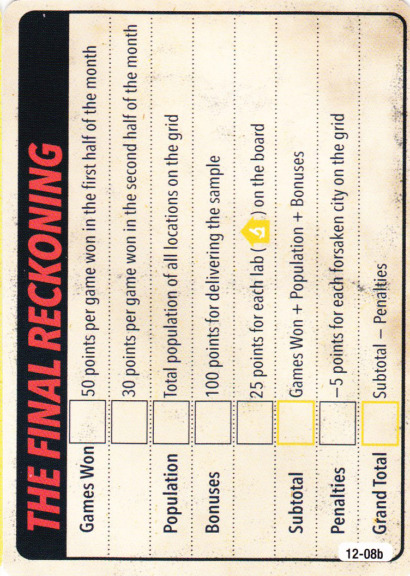 THE FINAL RECKONING
Games Won 50 points per game won in the first half of the month
30 points per game won in the second half of the month
Population Total population of all locations on the grid
Bonuses 100 points for delivering the sample
25 points for each lab ( ) on the board
Subtotal Games Won + Population + Bonuses
Penalties –5 points for each forsaken city on the grid
Grand Total Subtotal – Penalties
12-08b